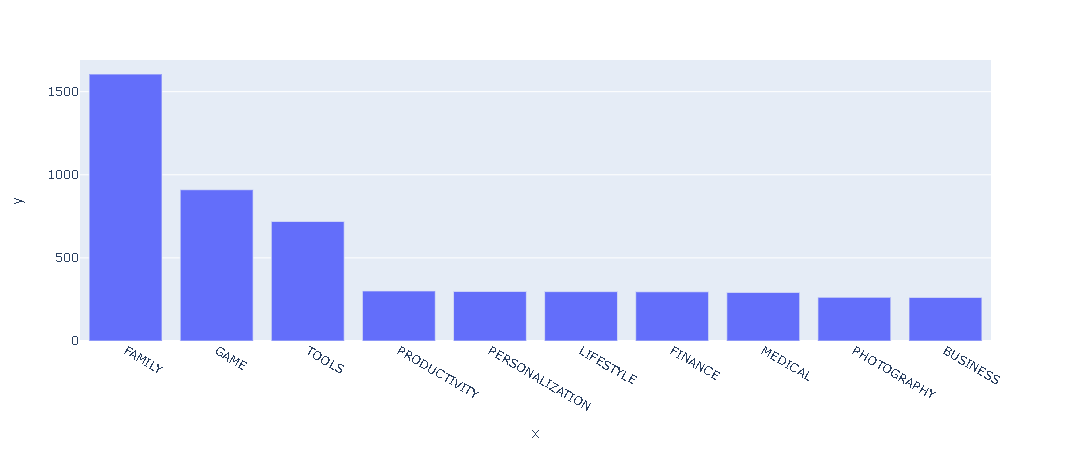 1500
1000
500
0
y
FAMILY
GAME
TOOLS
PRODUCTIVITY
PERSONALIZATION
LIFESTYLE
FINANCE
MEDICAL
PHOTOGRAPHY
BUSINESS
x